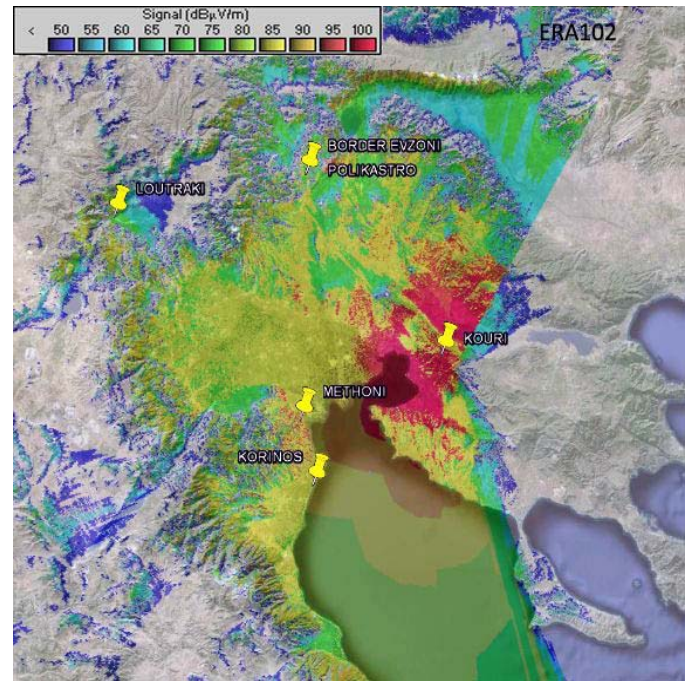 Signal (dBµV/m)
< 50 55 60 65 70 75 80 85 90 95 100
ERA102
BORDER EVZONI
POLIKASTRO
LOUTRAKI
KOURI
METHONI
KORINOS